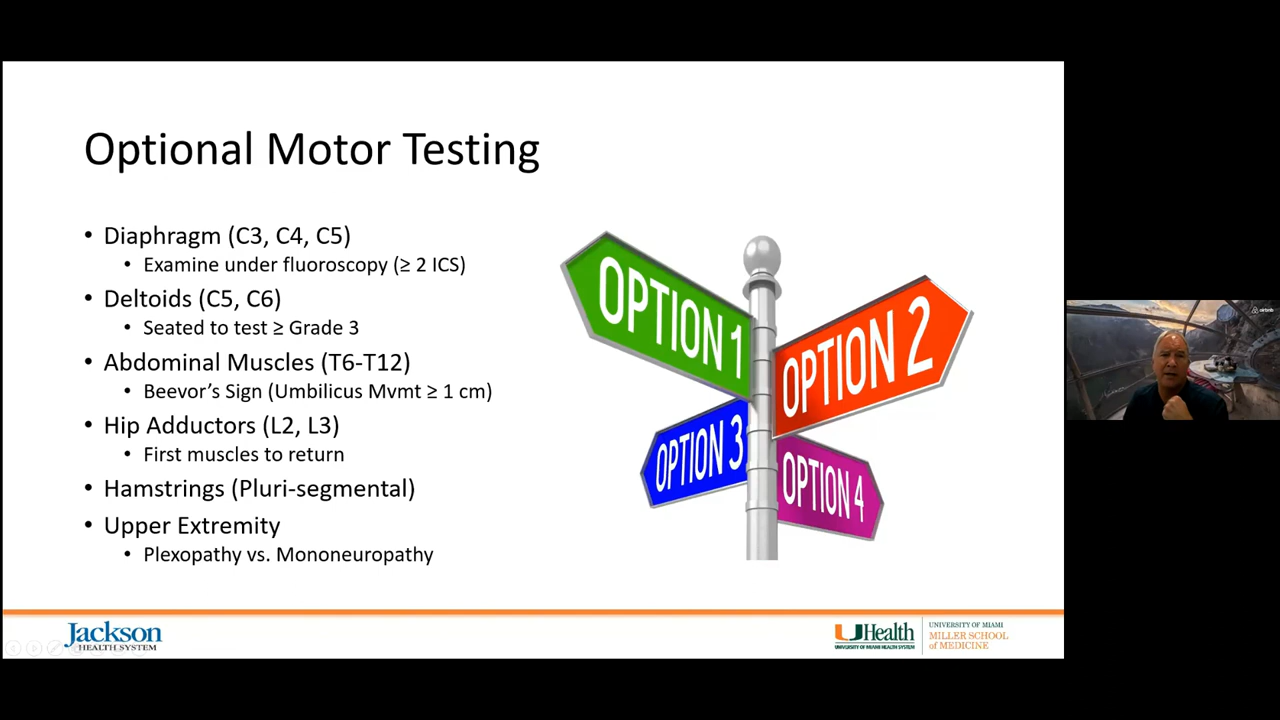 Optional Motor Testing
• Diaphragm (C3, C4, C5)
• Examine under fluoroscopy (≥ 2 ICS)
• Deltoids (C5, C6)
• Seated to test ≥ Grade 3
• Abdominal Muscles (T6-T12)
• Beevor's Sign (Umbilicus Mvmt ≥ 1 cm)
• Hip Adductors (L2, L3)
• First muscles to return
• Hamstrings (Pluri-segmental)
• Upper Extremity
• Plexopathy vs. Mononeuropathy
OPTION 1
OPTION 2
OPTION 3
OPTION 4
airbnb
Jackson
HEALTH SYSTEM
UHealth
UNIVERSITY OF MIAMI HEALTH SYSTEM
UNIVERSITY OF MIAMI
MILLER SCHOOL
of MEDICINE